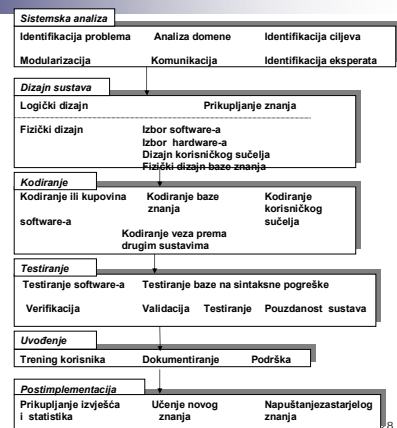 Sistemska analiza
Identifikacija problema Analiza domene Identifikacija ciljeva
Modularizacija Komunikacija Identifikacija eksperata
Dizajn sustava
Logički dizajn Prikupljanje znanja
Fizički dizajn Izbor software-a
Izbor hardware-a
Dizajn korisničkog sučelja
Fizički dizajn baze znanja
Kodiranje
Kodiranje ili kupovina Kodiranje baze Kodiranje
znanja korisničkog
software-a sučelja
Kodiranje veza prema
drugim sustavima
Testiranje
Testiranje software-a Testiranje baze na sintaksne pogreške
Verifikacija Validacija Testiranje Pouzdanost sustava
Uvođenje
Trening korisnika Dokumentiranje Podrška
Postimplementacija
Prikupljanje izvješća Učenje novog Napuštanjezastarjelog
i statistika znanja znanja
28